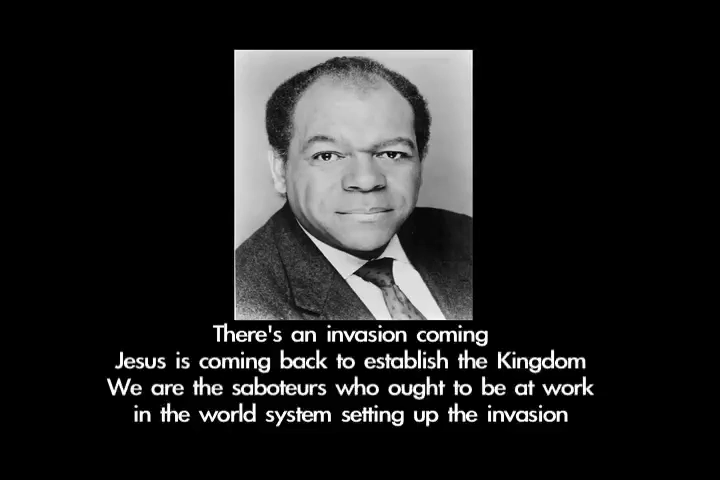 There's an invasion coming
Jesus is coming back to establish the Kingdom
We are the saboteurs who ought to be at work
in the world system setting up the invasion